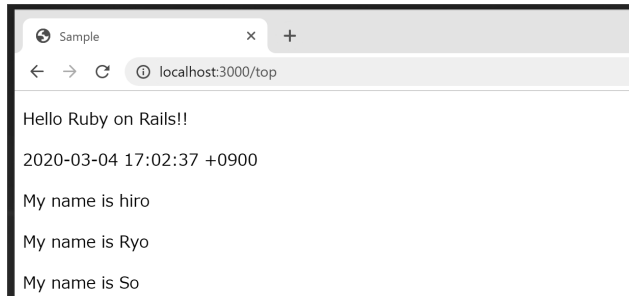 Sample
localhost:3000/top
Hello Ruby on Rails!!
2020-03-04 17:02:37 +0900
My name is hiro
My name is Ryo
My name is So